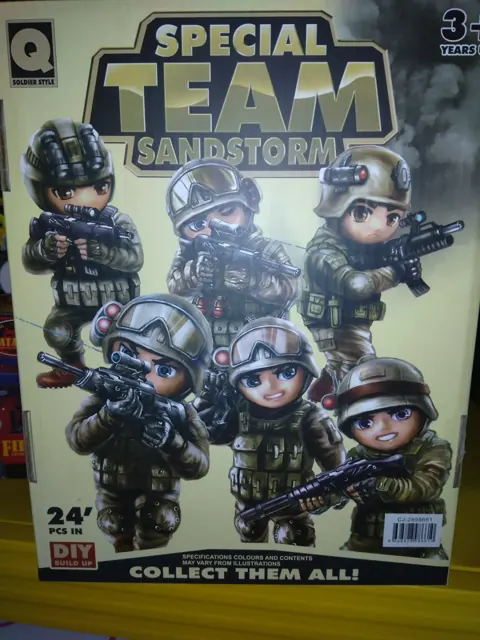 Q
SOLDIER STYLE
3+
YEARS
SPECIAL
TEAM
SANDSTORM
24'
PCS IN
DIY
BUILD UP
SPECIFICATIONS COLOURS AND CONTENTS
MAY VARY FROM ILLUSTRATIONS
COLLECT THEM ALL!